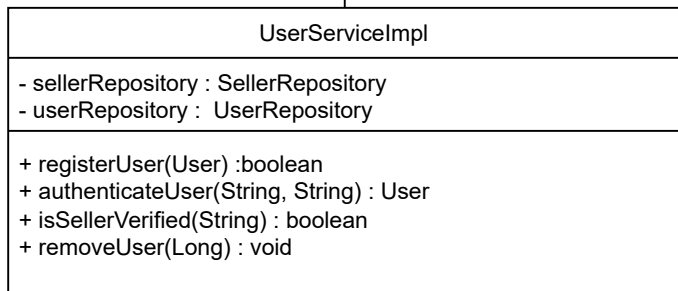 UserServiceImpl
- sellerRepository : SellerRepository
- userRepository :  UserRepository
+ registerUser(User) :boolean
+ authenticateUser(String, String) : User
+ isSellerVerified(String) : boolean
+ removeUser(Long) : void